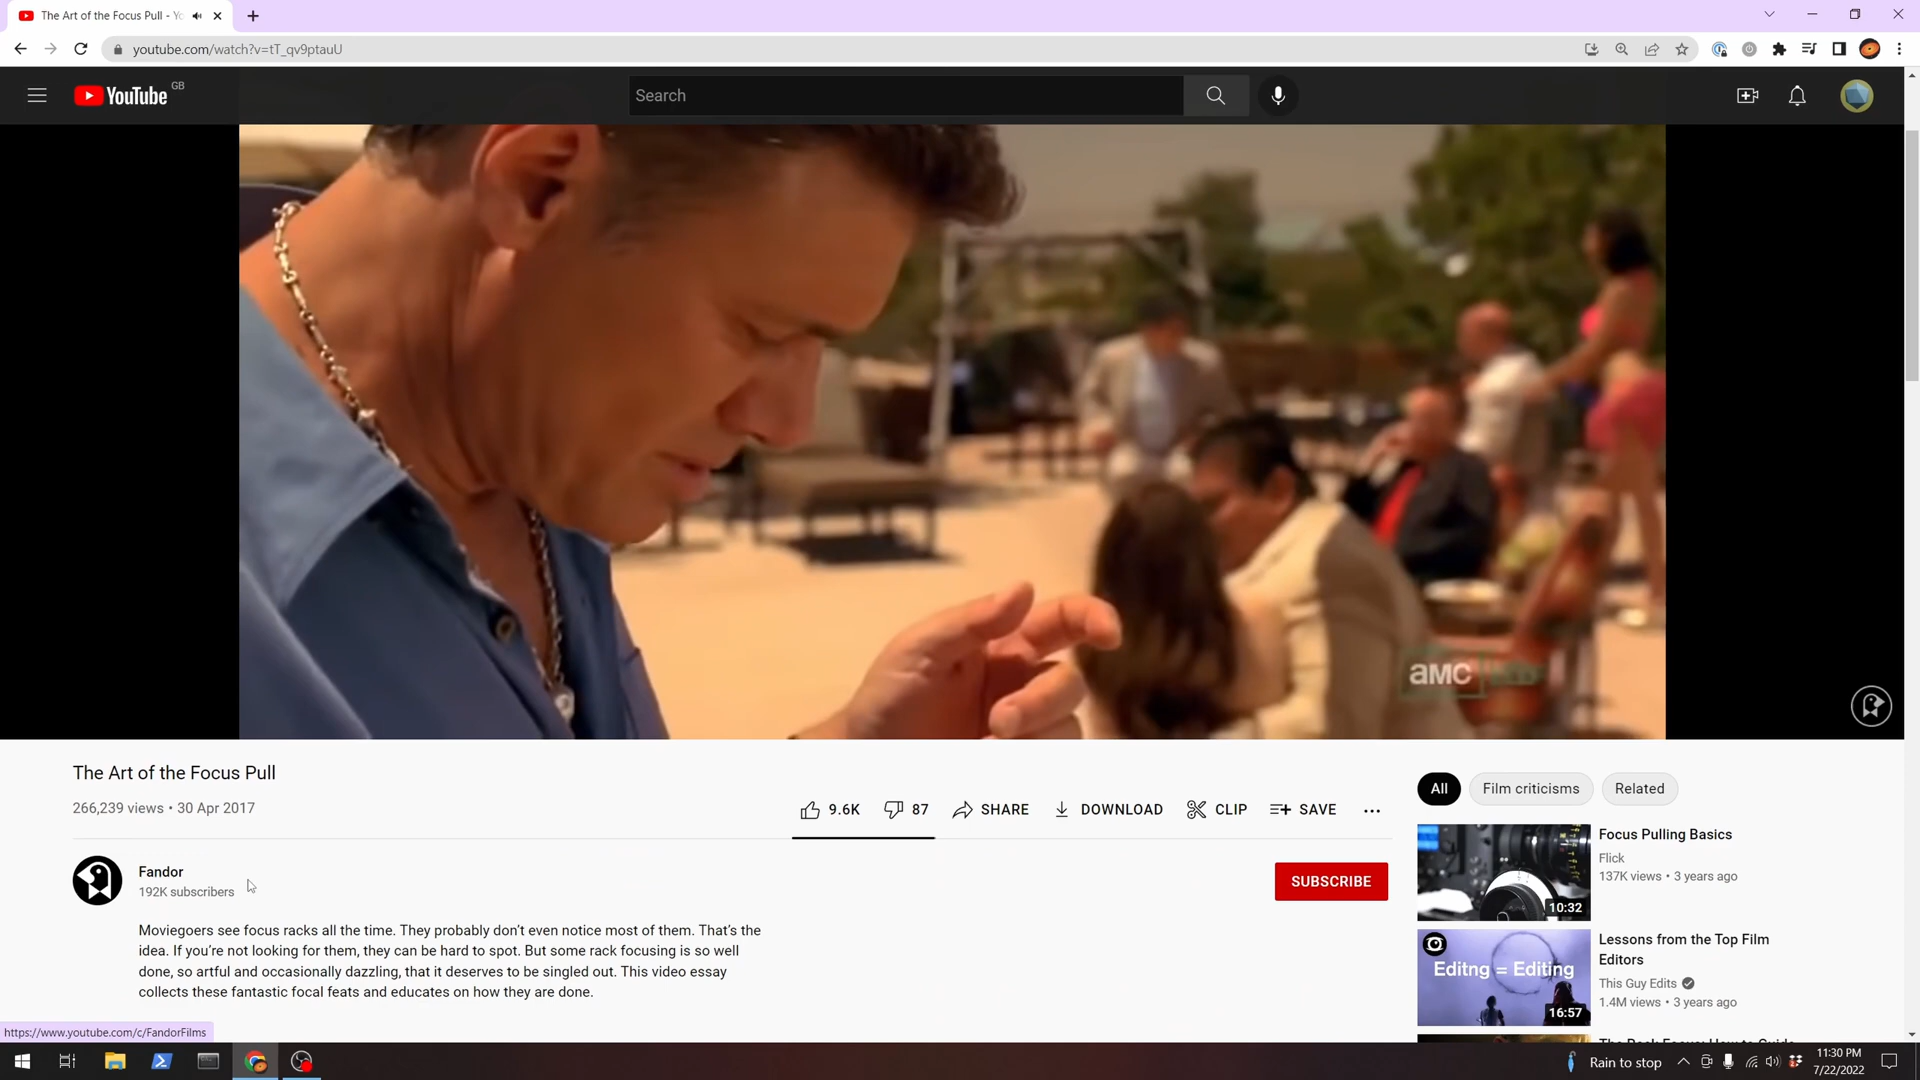 The Art of the Focus Pull - Yo
youtube.com/watch?v=tT_qv9ptauU
YouTube GB
Search
amc
The Art of the Focus Pull
266,239 views • 30 Apr 2017
9.6K 87 SHARE DOWNLOAD CLIP SAVE ...
Fandor
192K subscribers
SUBSCRIBE
Moviegoers see focus racks all the time. They probably don't even notice most of them. That's the
idea. If you're not looking for them, they can be hard to spot. But some rack focusing is so well
done, so artful and occasionally dazzling, that it deserves to be singled out. This video essay
collects these fantastic focal feats and educates on how they are done.
All Film criticisms Related
Focus Pulling Basics
Flick
137K views • 3 years ago
10:32
Lessons from the Top Film
Editors
This Guy Edits
1.4M views • 3 years ago
Editng = Editing
16:57
https://www.youtube.com/c/FandorFilms
Rain to stop
11:30 PM
7/22/2022